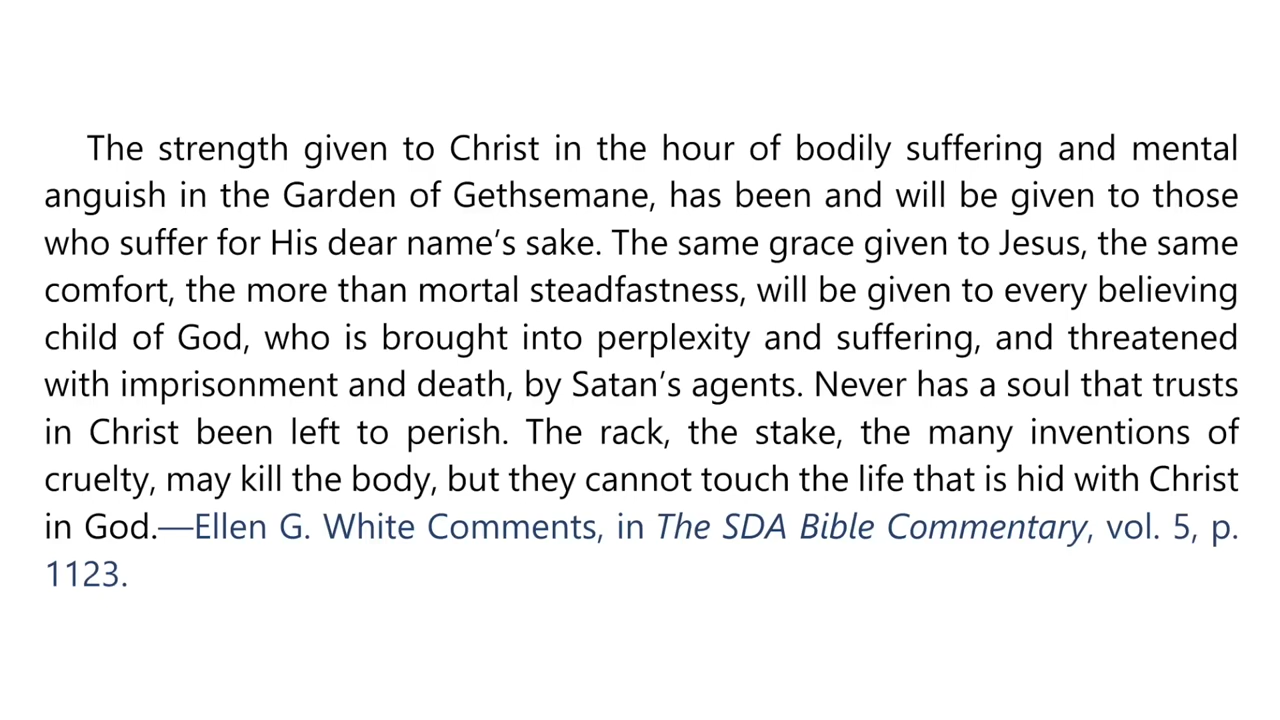 The strength given to Christ in the hour of bodily suffering and mental
anguish in the Garden of Gethsemane, has been and will be given to those
who suffer for His dear name’s sake. The same grace given to Jesus, the same
comfort, the more than mortal steadfastness, will be given to every believing
child of God, who is brought into perplexity and suffering, and threatened
with imprisonment and death, by Satan’s agents. Never has a soul that trusts
in Christ been left to perish. The rack, the stake, the many inventions of
cruelty, may kill the body, but they cannot touch the life that is hid with Christ
in God.—Ellen G. White Comments, in The SDA Bible Commentary, vol. 5, p.
1123.